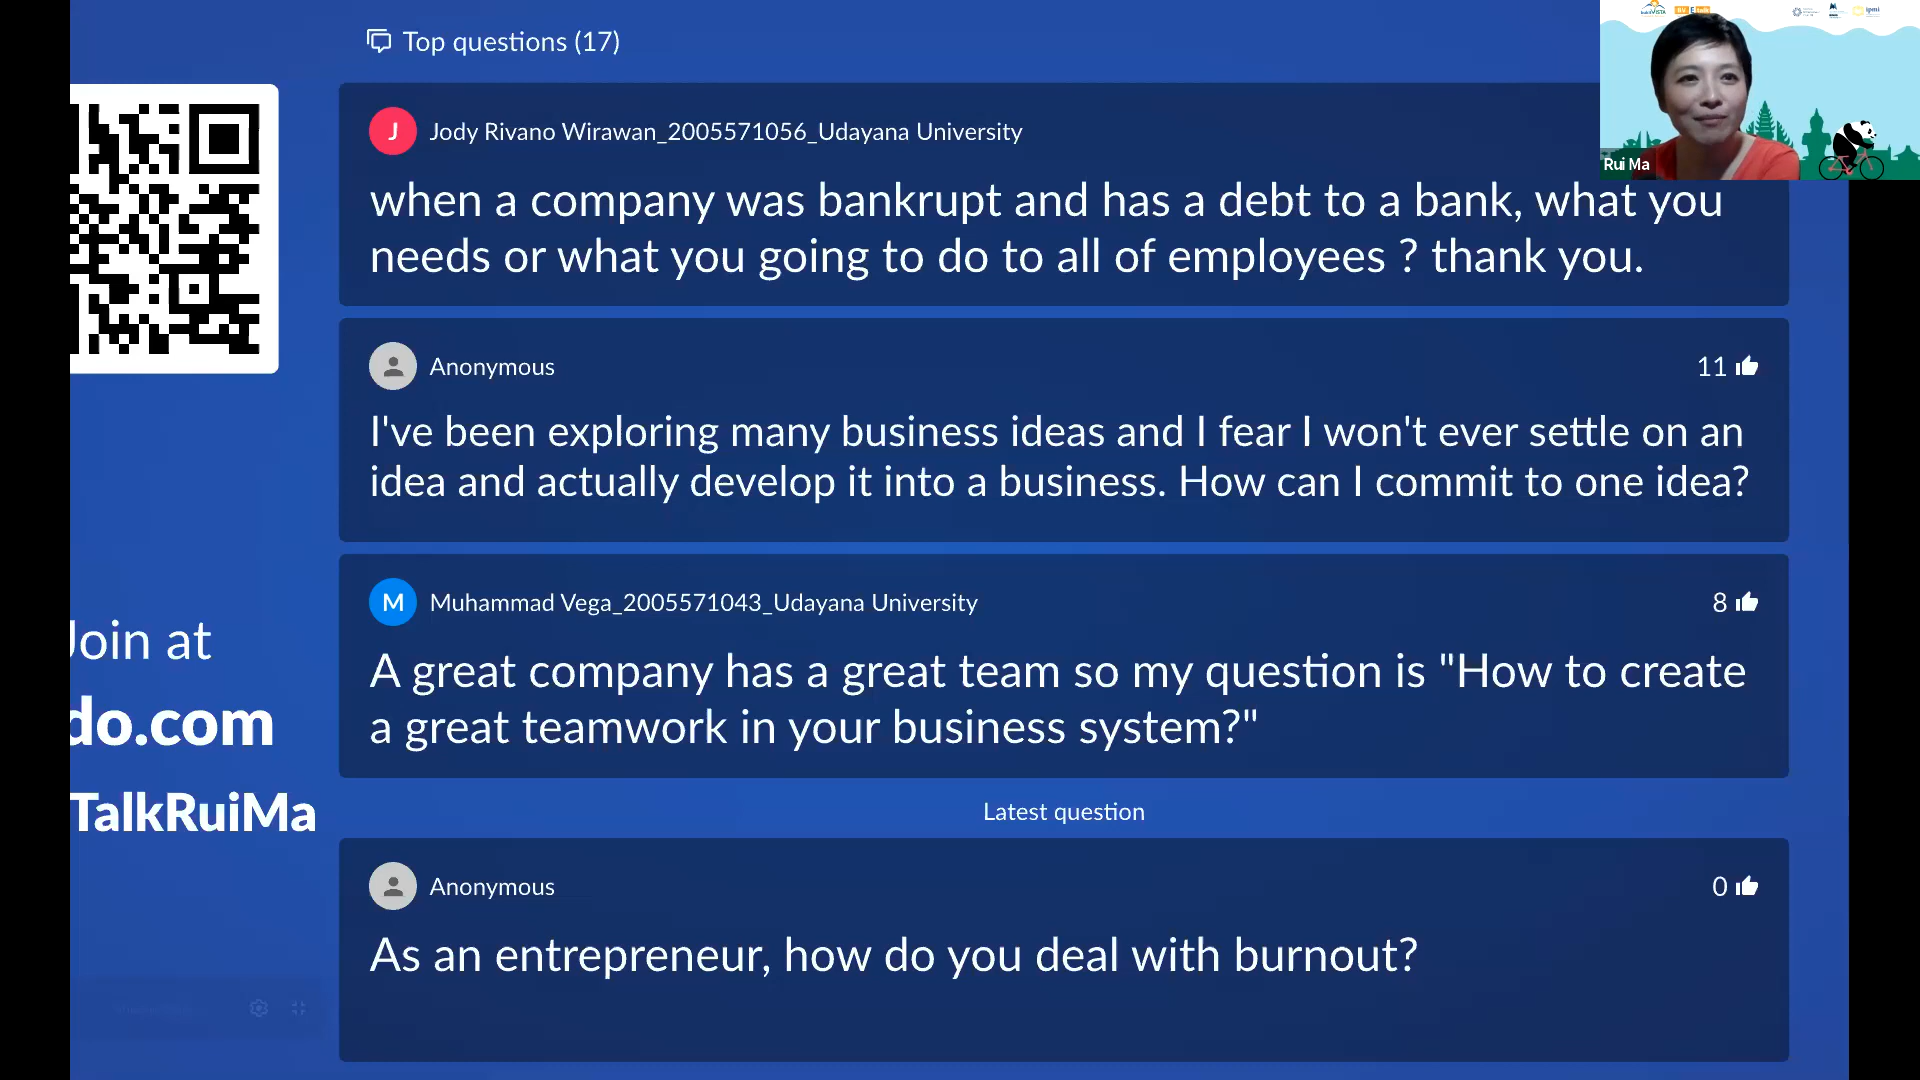 Top questions (17)
J
Jody Rivano Wirawan_2005571056_Udayana University
when a company was bankrupt and has a debt to a bank, what you
needs or what you going to do to all of employees ? thank you.
Rui Ma
Anonymous
11
I've been exploring many business ideas and I fear I won't ever settle on an
idea and actually develop it into a business. How can I commit to one idea?
M
Muhammad Vega_2005571043_Udayana University
8
A great company has a great team so my question is "How to create
a great teamwork in your business system?"
Latest question
Anonymous
0
As an entrepreneur, how do you deal with burnout?
Join at
do.com
TalkRuiMa
ipmi